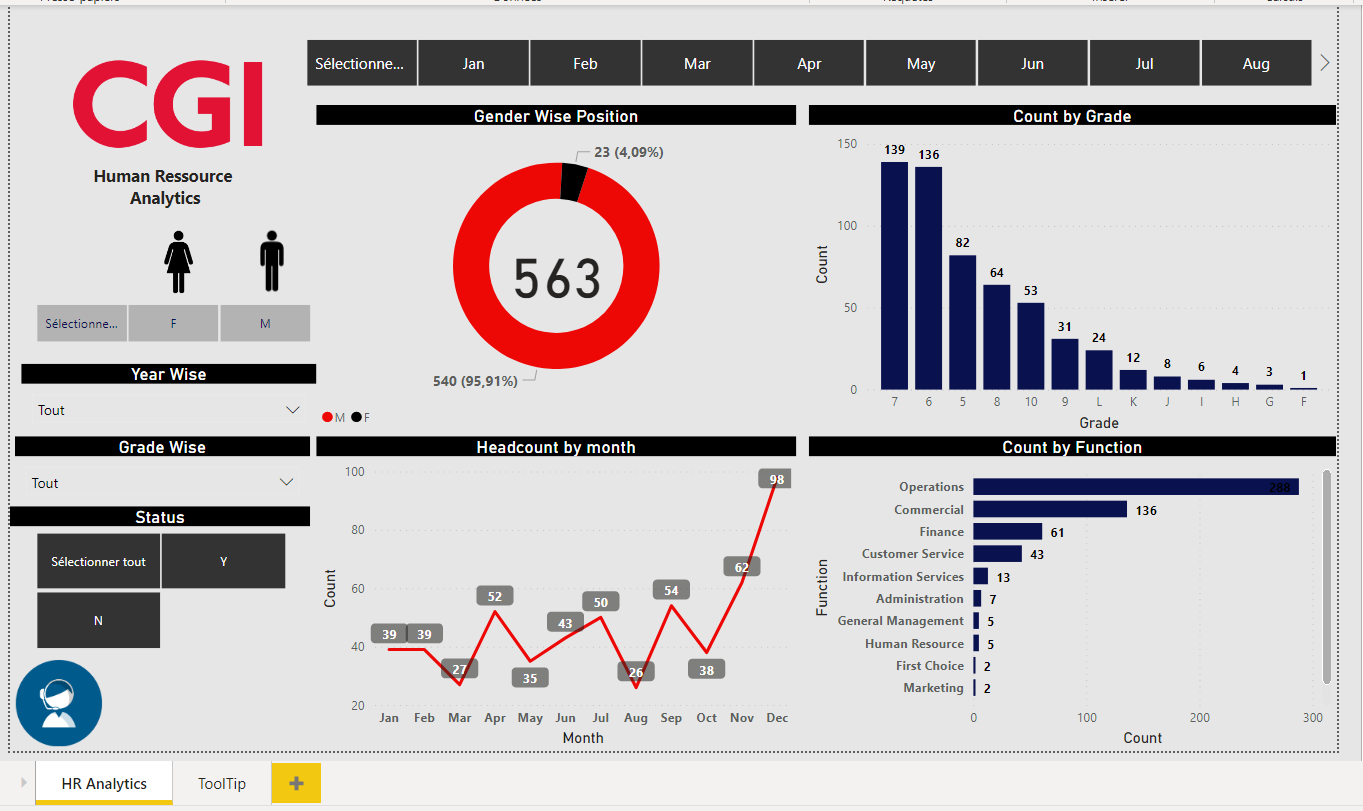 Sélectionne...
Jan
Feb
Mar
Apr
May
Jun
Jul
Aug
CGI
Human Ressource
Analytics
Sélectionne...
F
M
Year Wise
Tout
Grade Wise
Tout
Status
Sélectionner tout
Y
N
Gender Wise Position
23 (4,09%)
563
540 (95,91%)
M
F
Count by Grade
Count
150
100
50
0
139
136
82
64
53
31
24
12
8
6
4
3
1
7
6
5
8
10
9
L
K
J
I
H
G
F
Grade
Headcount by month
Count
100
80
60
40
20
39
39
27
52
35
43
50
26
54
38
62
98
Jan
Feb
Mar
Apr
May
Jun
Jul
Aug
Sep
Oct
Nov
Dec
Month
Count by Function
Function
Operations 288
Commercial 136
Finance 61
Customer Service 43
Information Services 13
Administration 7
General Management 5
Human Resource 5
First Choice 2
Marketing 2
0
100
200
300
Count
HR Analytics
ToolTip